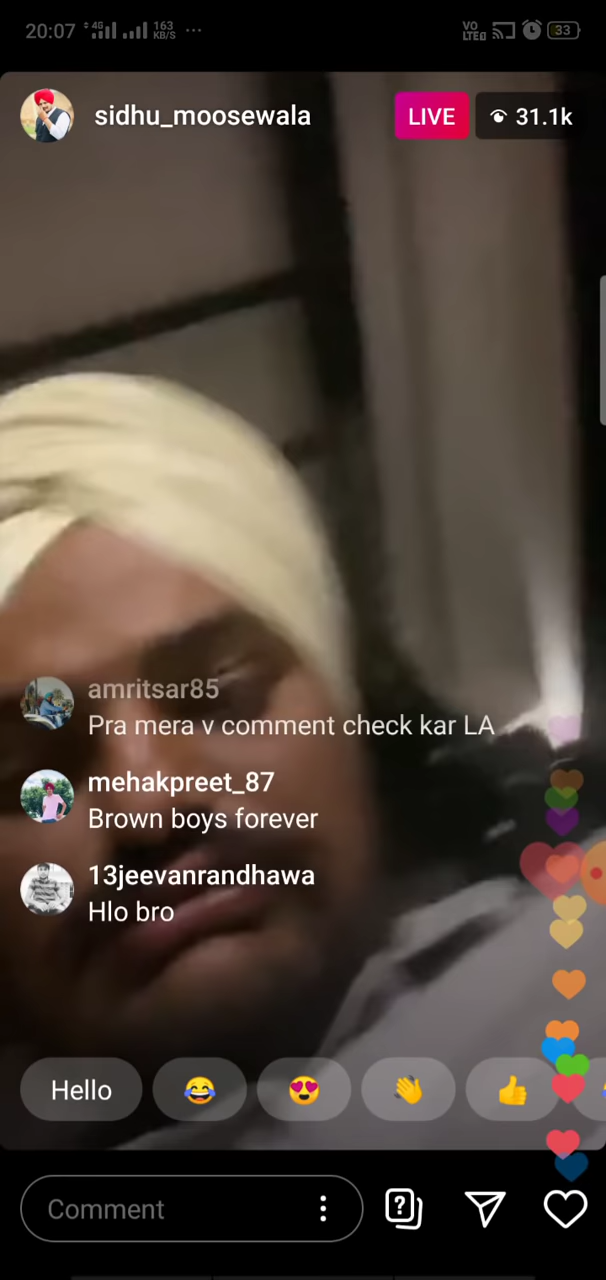 20:07 4G 163 KB/S ... VO LTE 33
sidhu_moosewala LIVE 31.1k
amritsar85
Pra mera v comment check kar LA
mehakpreet_87
Brown boys forever
13jeevanrandhawa
Hlo bro
Hello
Comment